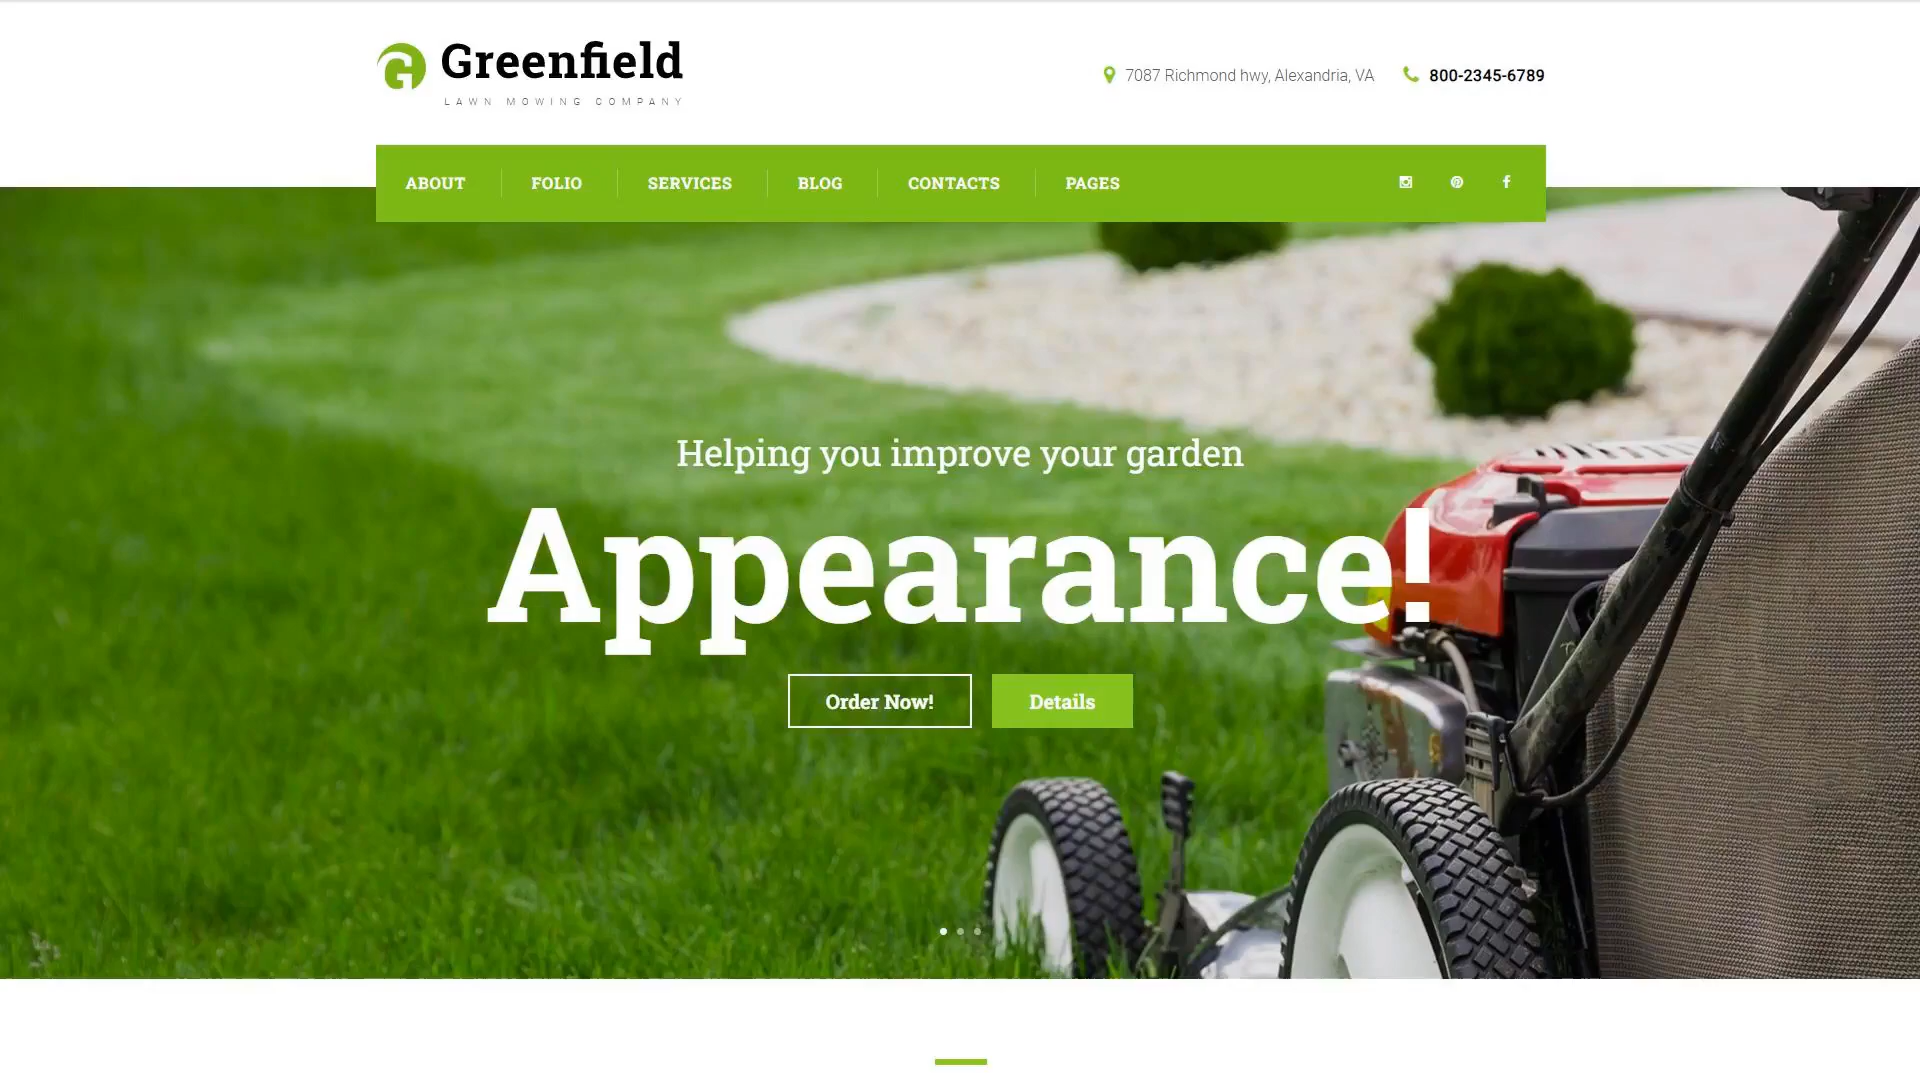 Greenfield
LAWN MOWING COMPANY
7087 Richmond hwy, Alexandria, VA
800-2345-6789
ABOUT
FOLIO
SERVICES
BLOG
CONTACTS
PAGES
Helping you improve your garden
Appearance!
Order Now!
Details